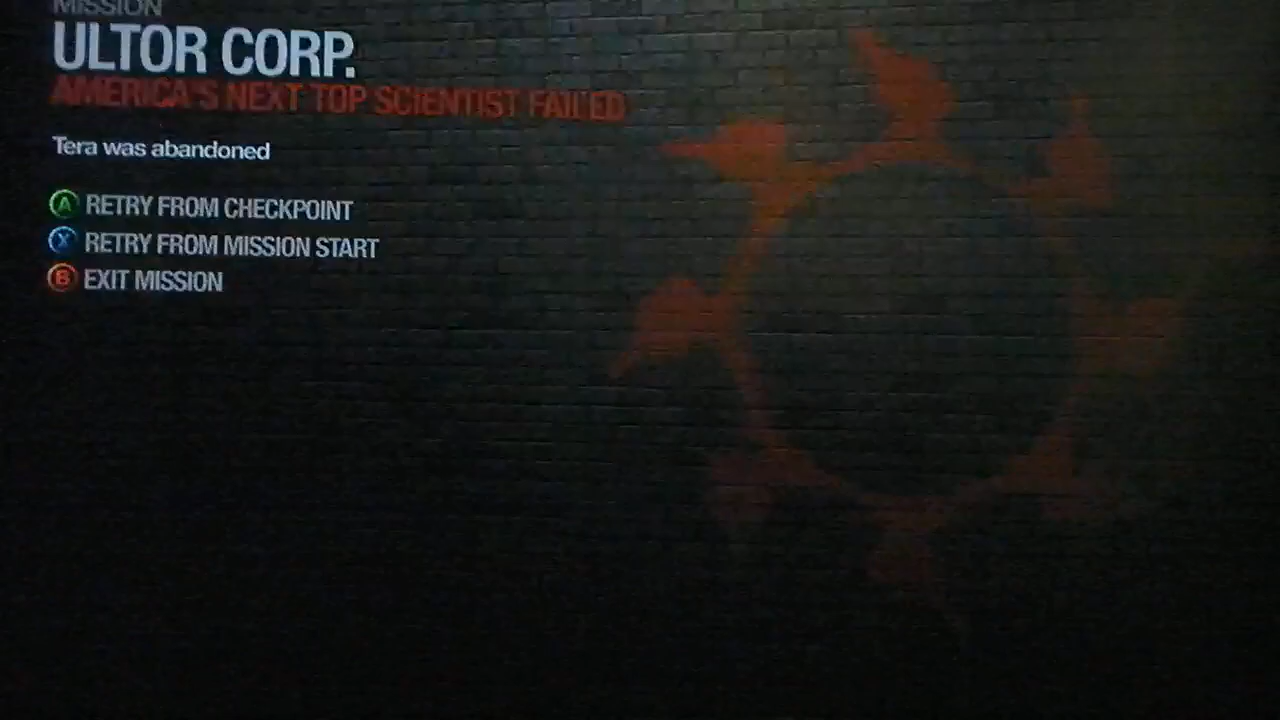 MISSION
ULTOR CORP.
AMERICA'S NEXT TOP SCIENTIST FAILED
Tera was abandoned
A RETRY FROM CHECKPOINT
X RETRY FROM MISSION START
B EXIT MISSION